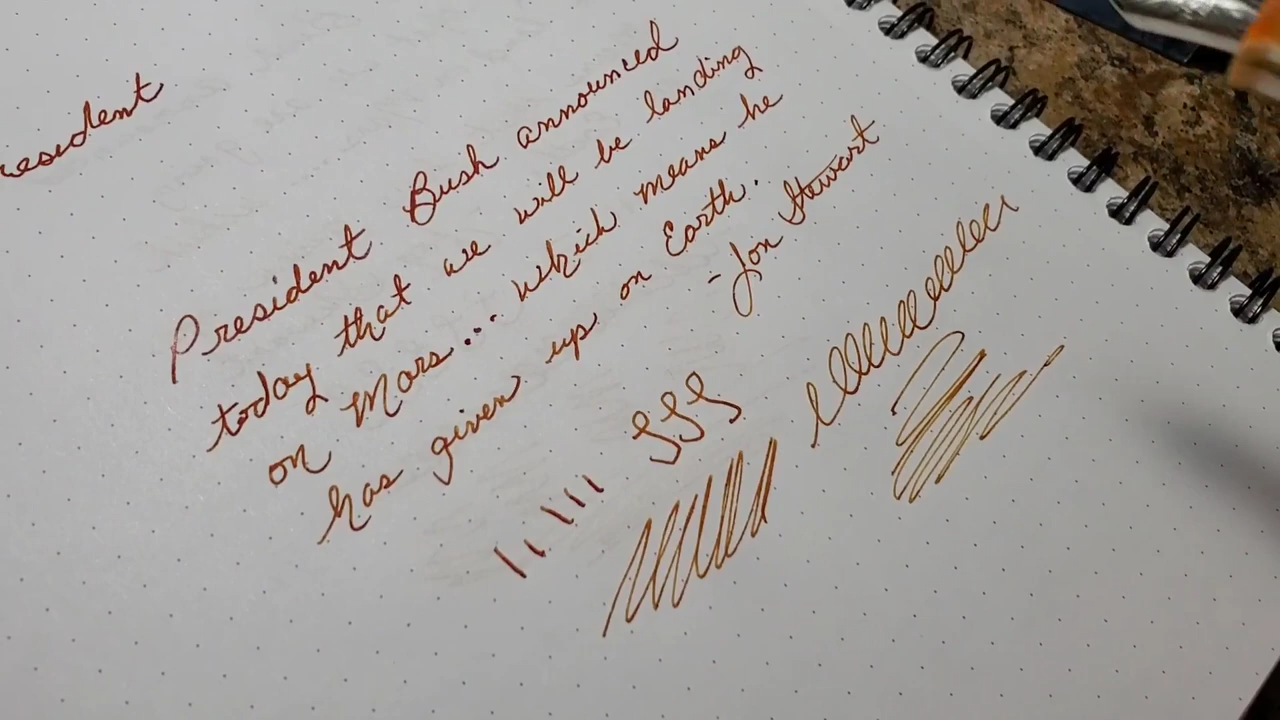 resident
President Bush announced
today that we will be landing
on Mars... which means he
has given up on Earth.
-Jon Stewart